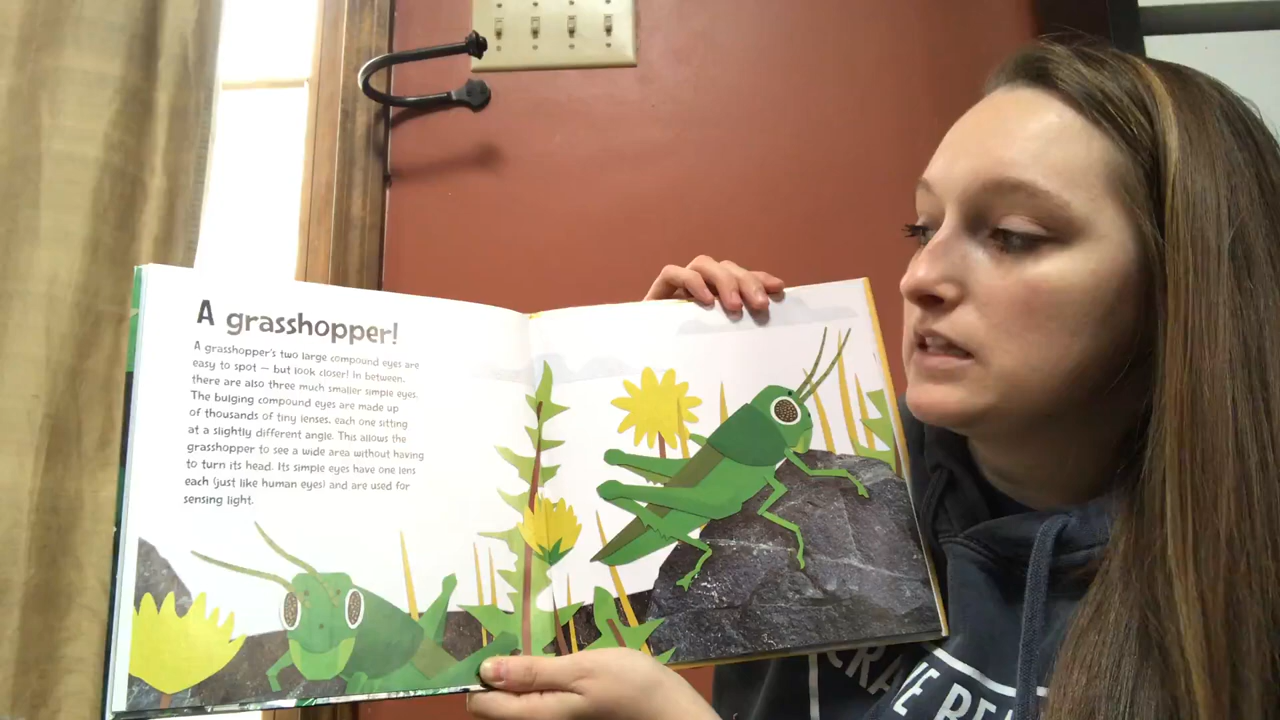 A grasshopper!
A grasshopper's two large compound eyes are
easy to spot – but look closer! In between,
there are also three much smaller simple eyes.
The bulging compound eyes are made up
of thousands of tiny lenses, each one sitting
at a slightly different angle. This allows the
grasshopper to see a wide area without having
to turn its head. Its simple eyes have one lens
each (just like human eyes) and are used for
sensing light.